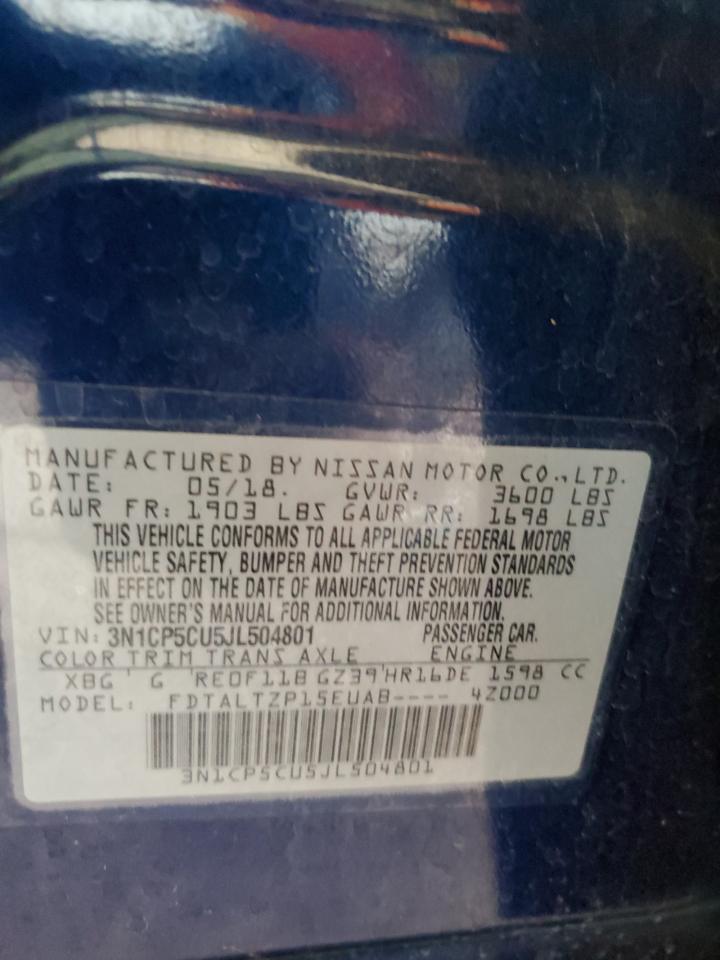 MANUFACTURED BY NISSAN MOTOR CO., LTD.
DATE: 05/18. GVWR: 3600 LBS
GAWR FR: 1903 LBS GAWR RR: 1698 LBS
THIS VEHICLE CONFORMS TO ALL APPLICABLE FEDERAL MOTOR
VEHICLE SAFETY, BUMPER AND THEFT PREVENTION STANDARDS
IN EFFECT ON THE DATE OF MANUFACTURE SHOWN ABOVE.
SEE OWNER'S MANUAL FOR ADDITIONAL INFORMATION.
VIN: 3N1CP5CU5JL504801 PASSENGER CAR.
COLOR TRIM TRANS AXLE ENGINE
XBG G RE0F11B GZ39 HR16DE 1598 CC
MODEL: FDTALTZP15EUAB---- 4Z000
3N1CP5CU5JL504801